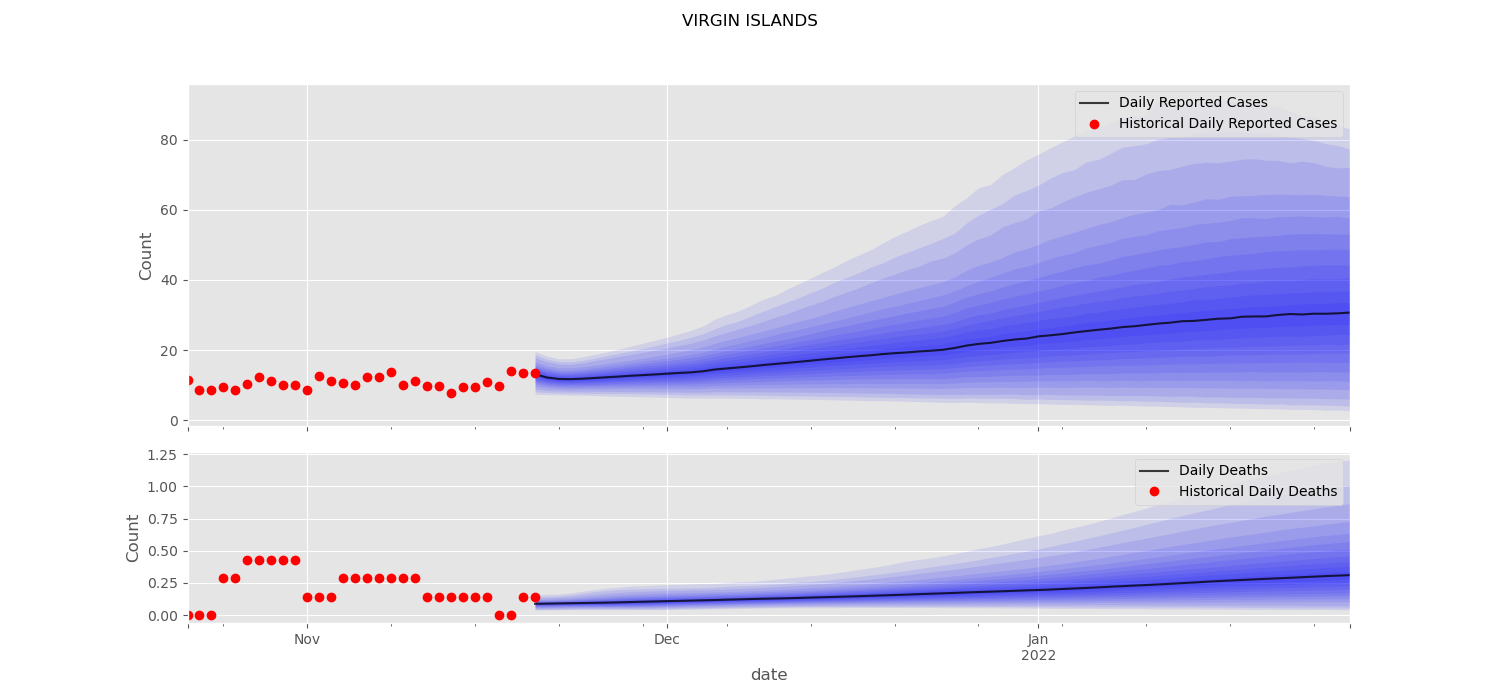 VIRGIN ISLANDS
Daily Reported Cases
Historical Daily Reported Cases
Count
80
60
40
20
0
Daily Deaths
Historical Daily Deaths
Count
1.25
1.00
0.75
0.50
0.25
0.00
Nov
Dec
Jan
2022
date